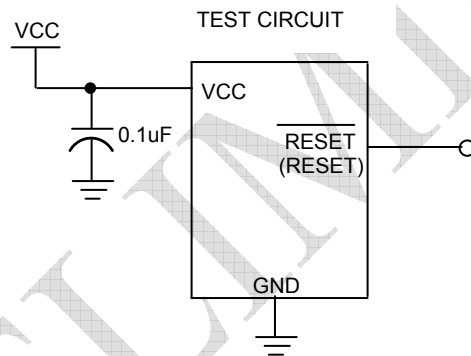 TEST CIRCUIT
VCC
VCC
0.1uF
RESET
(RESET)
GND